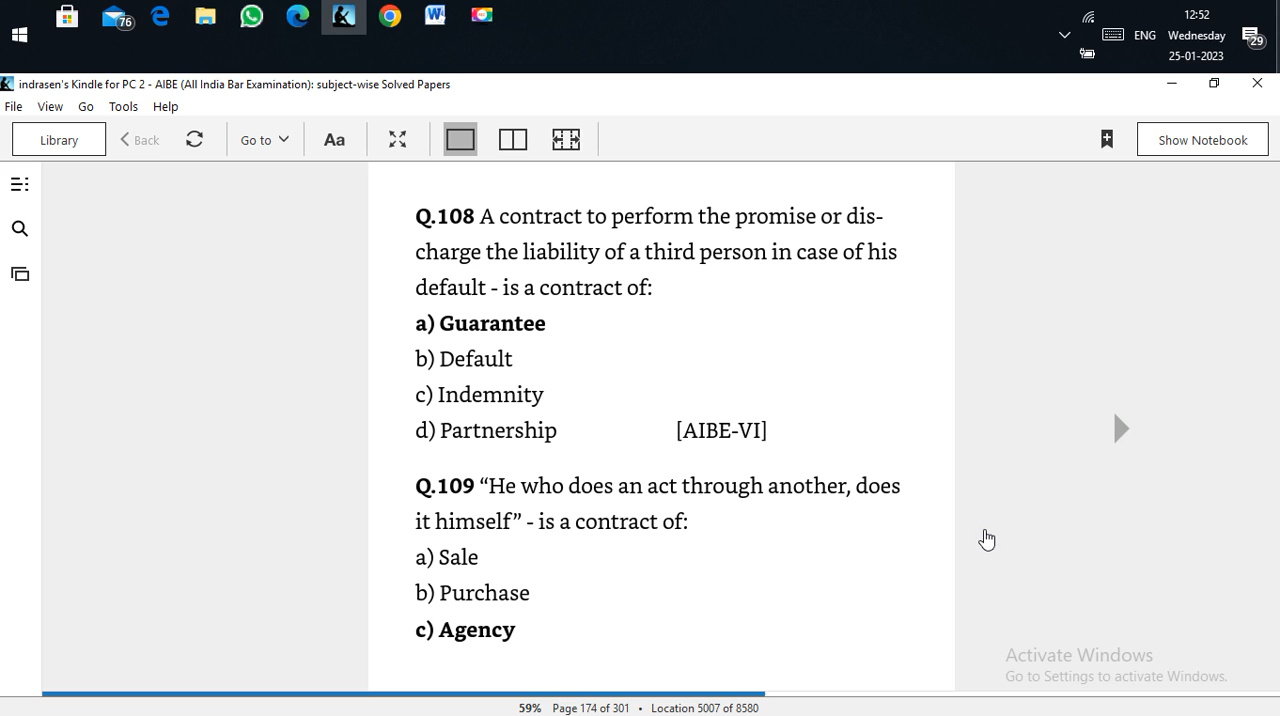 76
12:52
ENG Wednesday 29
25-01-2023
indrasen's Kindle for PC 2 - AIBE (All India Bar Examination): subject-wise Solved Papers
File View Go Tools Help
Library Back Go to Aa Show Notebook
Q.108 A contract to perform the promise or dis-
charge the liability of a third person in case of his
default - is a contract of:
a) Guarantee
b) Default
c) Indemnity
d) Partnership [AIBE-VI]
Q.109 “He who does an act through another, does
it himself” - is a contract of:
a) Sale
b) Purchase
c) Agency
Activate Windows
Go to Settings to activate Windows.
59% Page 174 of 301 • Location 5007 of 8580